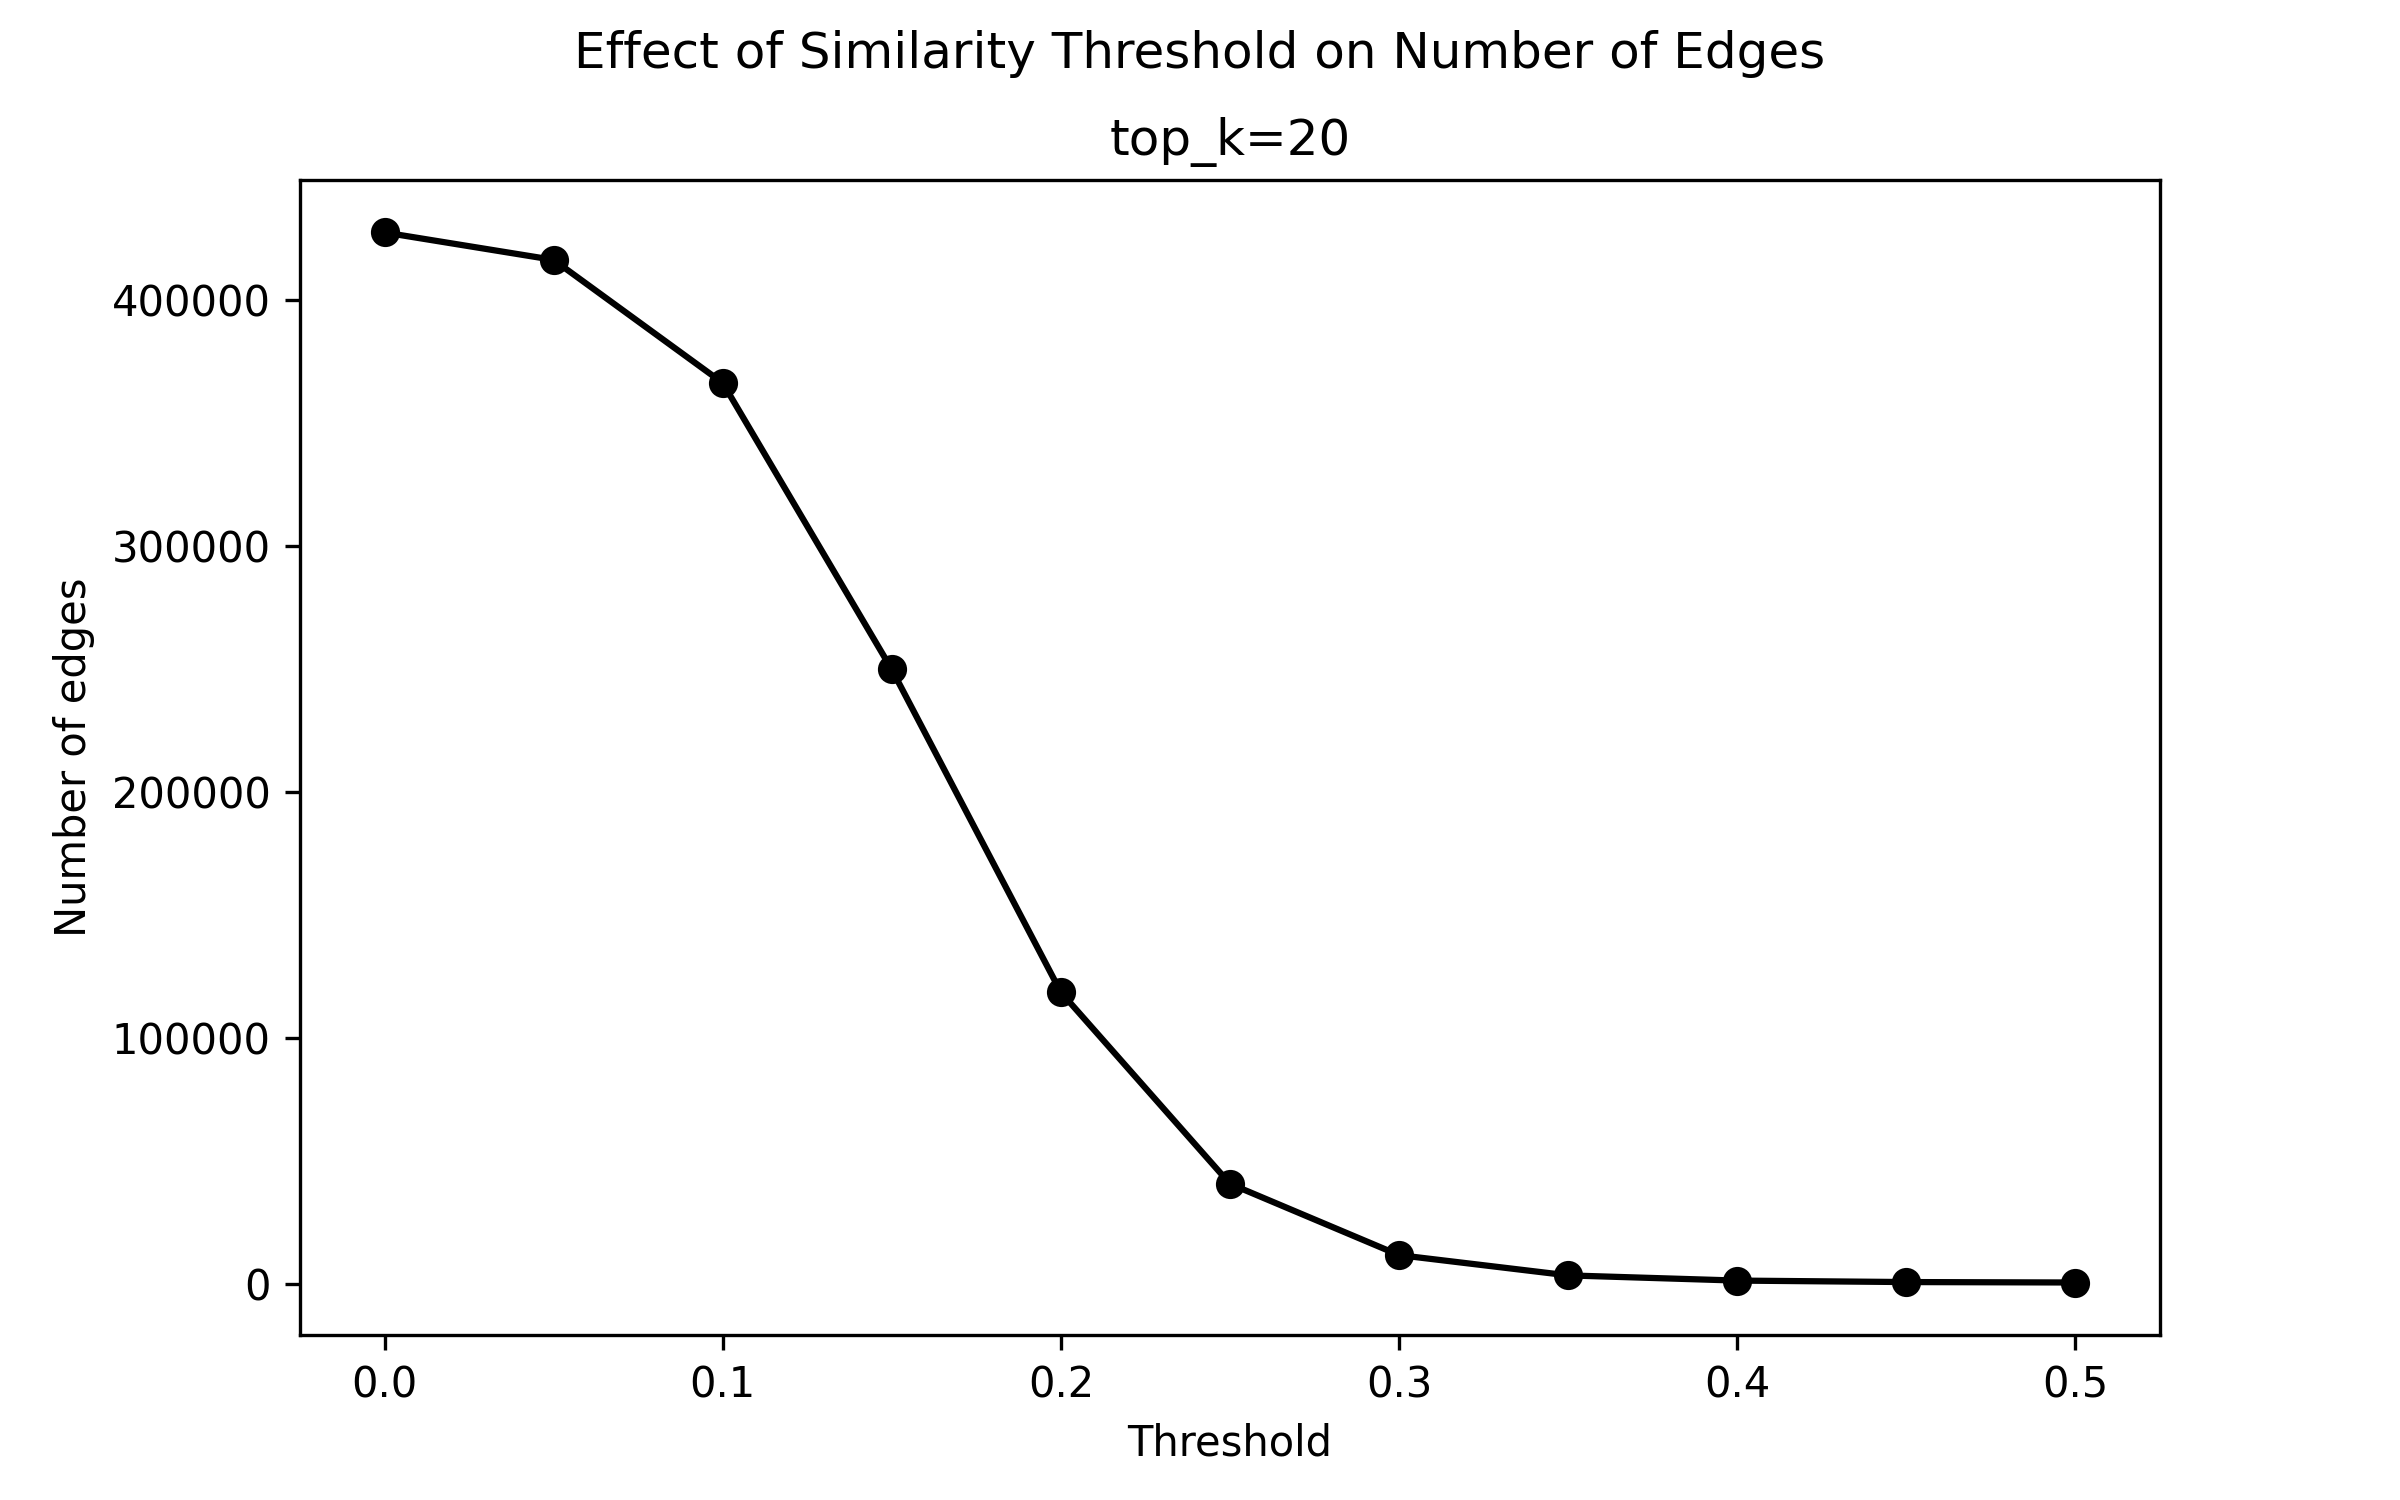 Effect of Similarity Threshold on Number of Edges
top_k=20
Number of edges
400000
300000
200000
100000
0
0.0 0.1 0.2 0.3 0.4 0.5
Threshold